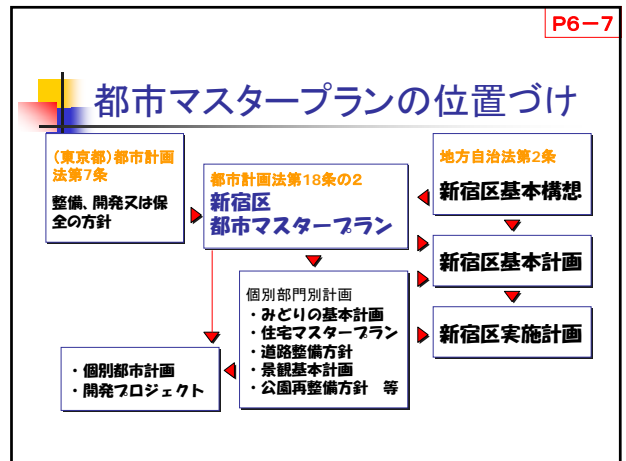 P6－7
都市マスタープランの位置づけ
(東京都)都市計画
法第7条
整備、開発又は保
全の方針
都市計画法第18条の2
新宿区
都市マスタープラン
地方自治法第2条
新宿区基本構想
新宿区基本計画
新宿区実施計画
個別部門別計画
・みどりの基本計画
・住宅マスタープラン
・道路整備方針
・景観基本計画
・公園再整備方針　等
・個別都市計画
・開発プロジェクト